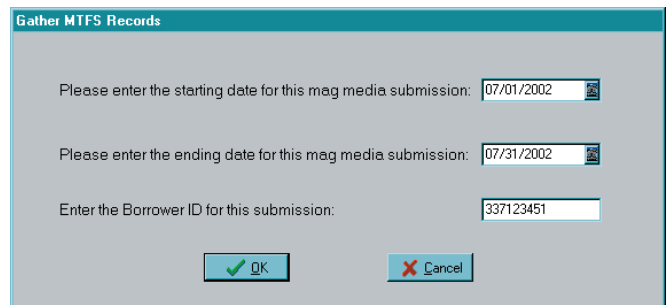 Gather MTFS Records
Please enter the starting date for this mag media submission: 07/01/2002
Please enter the ending date for this mag media submission: 07/31/2002
Enter the Borrower ID for this submission: 337123451
OK Cancel